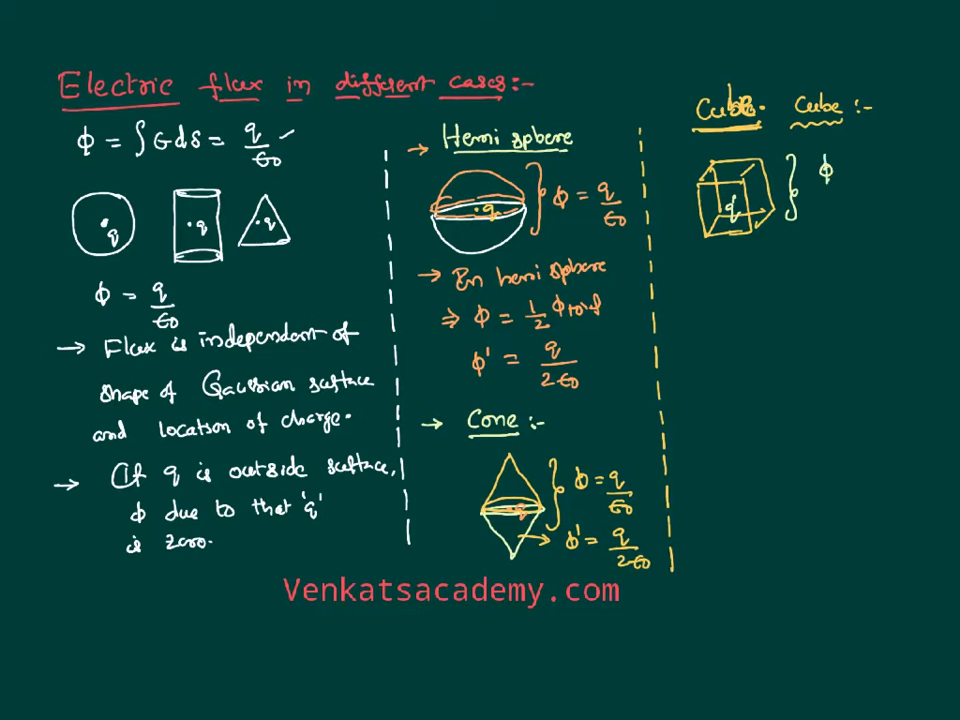 Electric flux in different cases:-
ϕ = ∫E ds = q/ϵ0
q
q
q
ϕ = q/ϵ0
→ Flux is independant of
shape of Gaussian surface
and location of charge.
→ If q is outside surface,
ϕ due to that 'q'
is zero.
→ Hemi sphere
q
ϕ = q/ϵ0
→ In hemi sphere
⇒ ϕ = 1/2 ϕtotal
ϕ' = q/2ϵ0
→ Cone :-
q
ϕ = q/ϵ0
→ ϕ' = q/2ϵ0
Cube :-
q
ϕ
Venkatsacademy.com